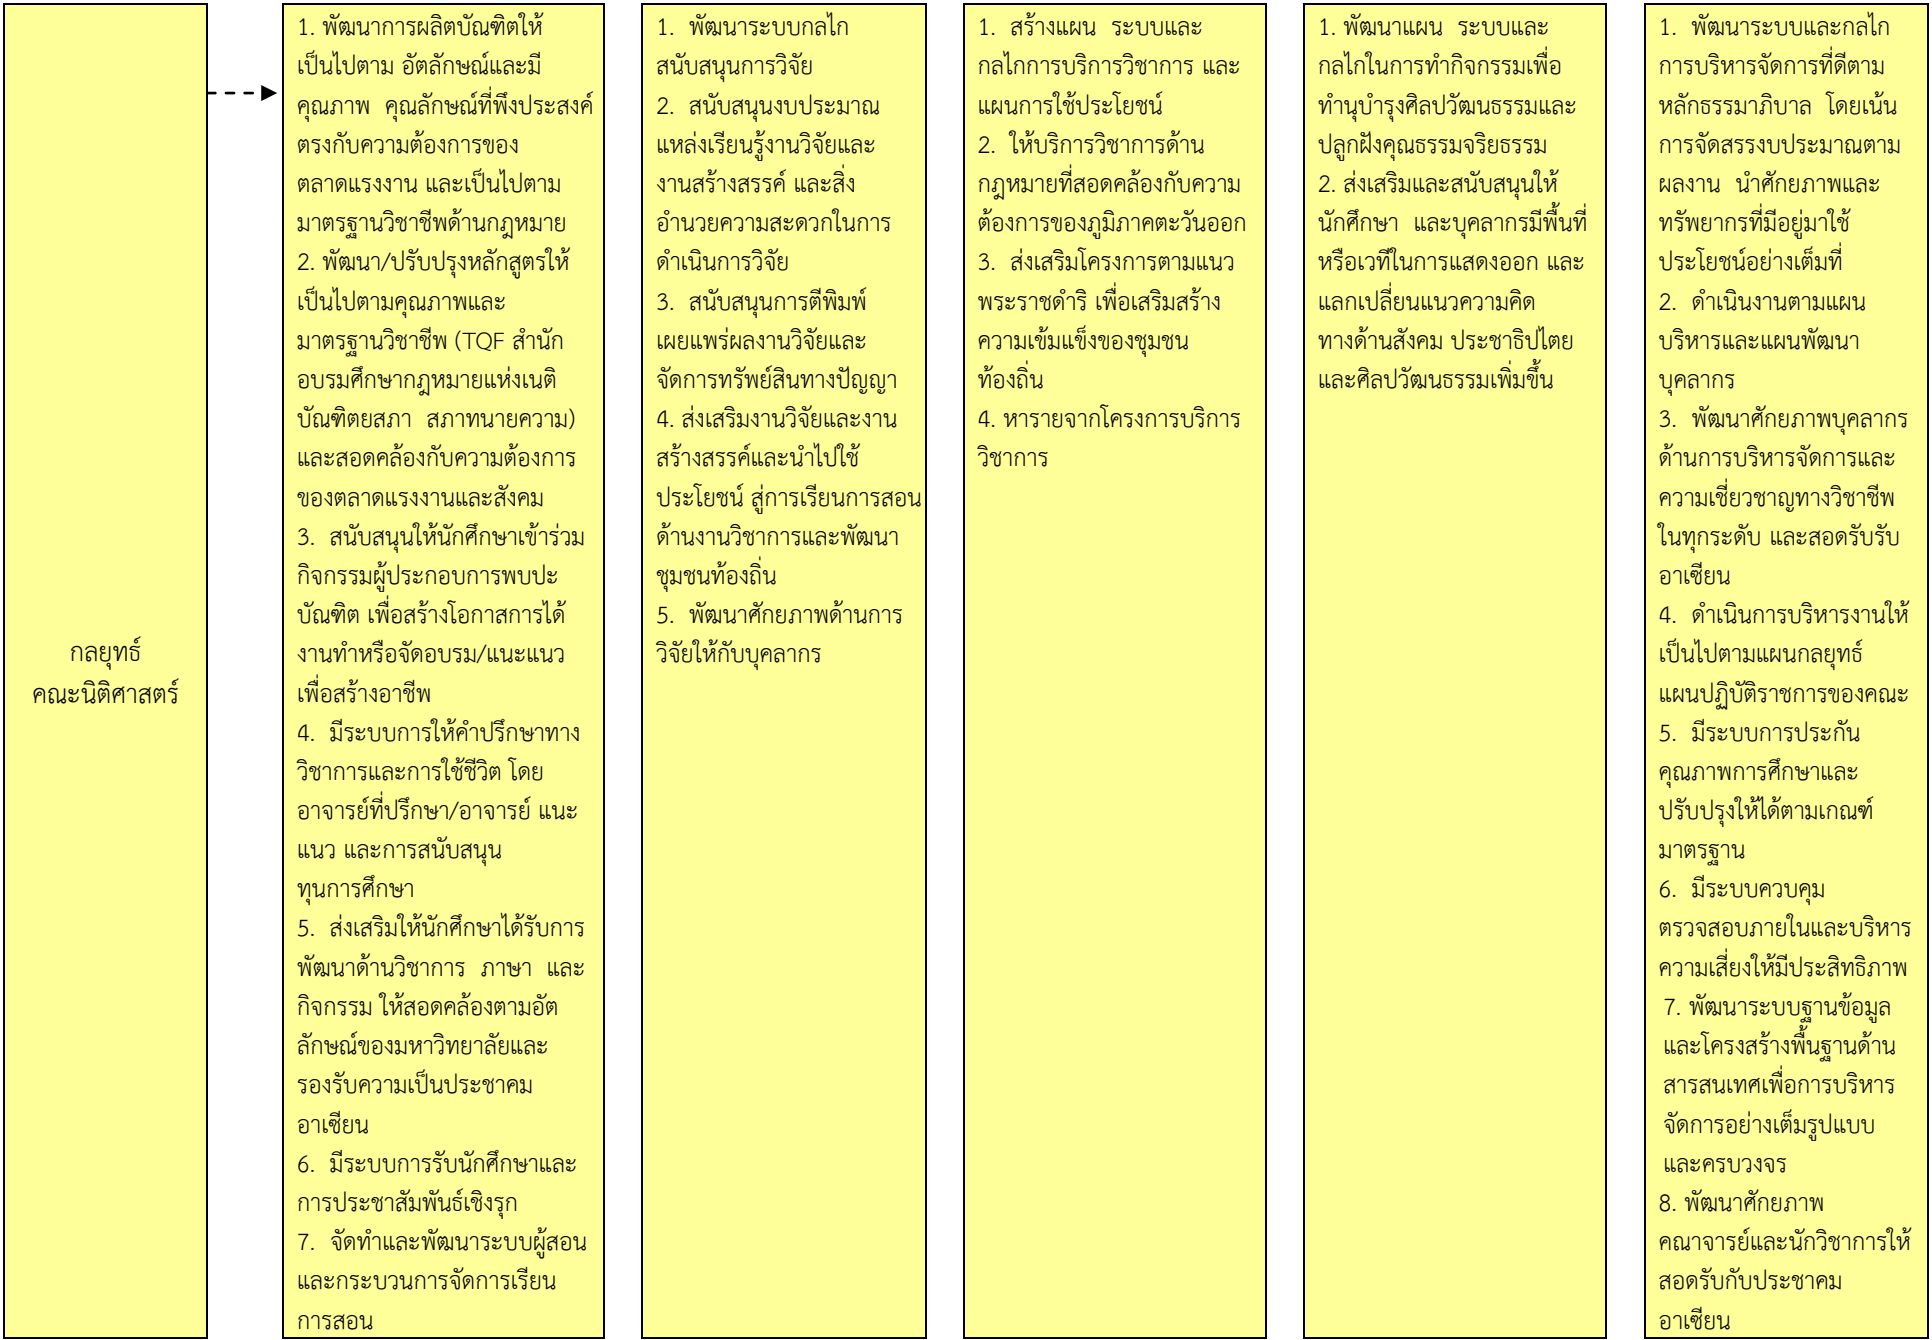 กลยุทธ์
คณะนิติศาสตร์
1. พัฒนาการผลิตบัณฑิตให้
เป็นไปตาม อัตลักษณ์และมี
คุณภาพ คุณลักษณ์ที่พึงประสงค์
ตรงกับความต้องการของ
ตลาดแรงงาน และเป็นไปตาม
มาตรฐานวิชาชีพด้านกฎหมาย
2. พัฒนา/ปรับปรุงหลักสูตรให้
เป็นไปตามคุณภาพและ
มาตรฐานวิชาชีพ (TQF สำนัก
อบรมศึกษากฎหมายแห่งเนติ
บัณฑิตยสภา สภาทนายความ)
และสอดคล้องกับความต้องการ
ของตลาดแรงงานและสังคม
3. สนับสนุนให้นักศึกษาเข้าร่วม
กิจกรรมผู้ประกอบการพบปะ
บัณฑิต เพื่อสร้างโอกาสการได้
งานทำหรือจัดอบรม/แนะแนว
เพื่อสร้างอาชีพ
4. มีระบบการให้คำปรึกษาทาง
วิชาการและการใช้ชีวิต โดย
อาจารย์ที่ปรึกษา/อาจารย์ แนะ
แนว และการสนับสนุน
ทุนการศึกษา
5. ส่งเสริมให้นักศึกษาได้รับการ
พัฒนาด้านวิชาการ ภาษา และ
กิจกรรม ให้สอดคล้องตามอัต
ลักษณ์ของมหาวิทยาลัยและ
รองรับความเป็นประชาคม
อาเซียน
6. มีระบบการรับนักศึกษาและ
การประชาสัมพันธ์เชิงรุก
7. จัดทำและพัฒนาระบบผู้สอน
และกระบวนการจัดการเรียน
การสอน
1. พัฒนาระบบกลไก
สนับสนุนการวิจัย
2. สนับสนุนงบประมาณ
แหล่งเรียนรู้งานวิจัยและ
งานสร้างสรรค์ และสิ่ง
อำนวยความสะดวกในการ
ดำเนินการวิจัย
3. สนับสนุนการตีพิมพ์
เผยแพร่ผลงานวิจัยและ
จัดการทรัพย์สินทางปัญญา
4. ส่งเสริมงานวิจัยและงาน
สร้างสรรค์และนำไปใช้
ประโยชน์ สู่การเรียนการสอน
ด้านงานวิชาการและพัฒนา
ชุมชนท้องถิ่น
5. พัฒนาศักยภาพด้านการ
วิจัยให้กับบุคลากร
1. สร้างแผน ระบบและ
กลไกการบริการวิชาการ และ
แผนการใช้ประโยชน์
2. ให้บริการวิชาการด้าน
กฎหมายที่สอดคล้องกับความ
ต้องการของภูมิภาคตะวันออก
3. ส่งเสริมโครงการตามแนว
พระราชดำริ เพื่อเสริมสร้าง
ความเข้มแข็งของชุมชน
ท้องถิ่น
4. หารายจากโครงการบริการ
วิชาการ
1. พัฒนาแผน ระบบและ
กลไกในการทำกิจกรรมเพื่อ
ทำนุบำรุงศิลปวัฒนธรรมและ
ปลูกฝังคุณธรรมจริยธรรม
2. ส่งเสริมและสนับสนุนให้
นักศึกษา และบุคลากรมีพื้นที่
หรือเวทีในการแสดงออก และ
แลกเปลี่ยนแนวความคิด
ทางด้านสังคม ประชาธิปไตย
และศิลปวัฒนธรรมเพิ่มขึ้น
1. พัฒนาระบบและกลไก
การบริหารจัดการที่ดีตาม
หลักธรรมาภิบาล โดยเน้น
การจัดสรรงบประมาณตาม
ผลงาน นำศักยภาพและ
ทรัพยากรที่มีอยู่มาใช้
ประโยชน์อย่างเต็มที่
2. ดำเนินงานตามแผน
บริหารและแผนพัฒนา
บุคลากร
3. พัฒนาศักยภาพบุคลากร
ด้านการบริหารจัดการและ
ความเชี่ยวชาญทางวิชาชีพ
ในทุกระดับ และสอดรับรับ
อาเซียน
4. ดำเนินการบริหารงานให้
เป็นไปตามแผนกลยุทธ์
แผนปฏิบัติราชการของคณะ
5. มีระบบการประกัน
คุณภาพการศึกษาและ
ปรับปรุงให้ได้ตามเกณฑ์
มาตรฐาน
6. มีระบบควบคุม
ตรวจสอบภายในและบริหาร
ความเสี่ยงให้มีประสิทธิภาพ
7. พัฒนาระบบฐานข้อมูล
และโครงสร้างพื้นฐานด้าน
สารสนเทศเพื่อการบริหาร
จัดการอย่างเต็มรูปแบบ
และครบวงจร
8. พัฒนาศักยภาพ
คณาจารย์และนักวิชาการให้
สอดรับกับประชาคม
อาเซียน